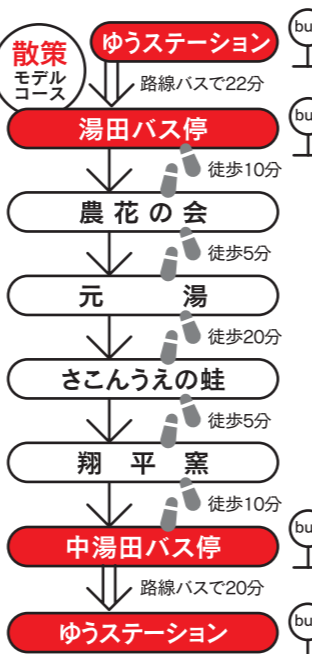 散策
モデル
コース
ゆうステーション
bu
路線バスで22分
湯田バス停
bu
徒歩10分
農花の会
徒歩5分
元湯
徒歩20分
さこんうえの蛙
徒歩5分
翔平窯
徒歩10分
中湯田バス停
bu
路線バスで20分
ゆうステーション
bu